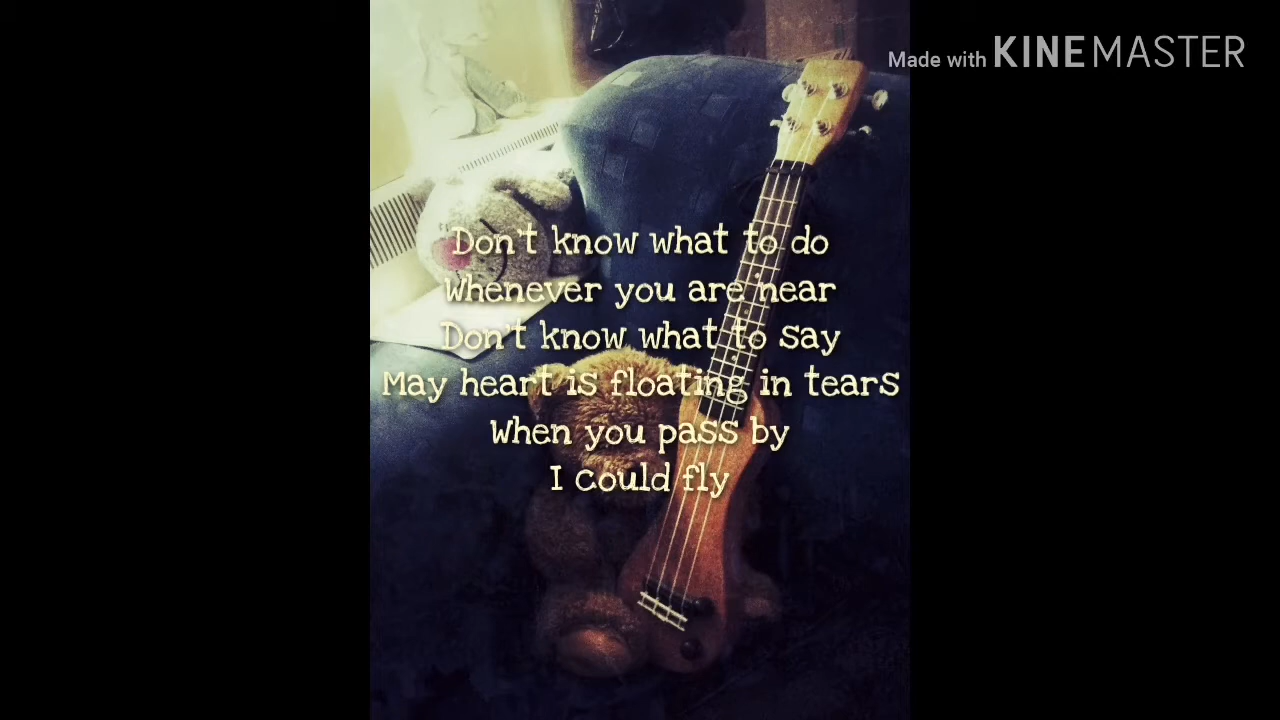 Made with KINEMASTER
Don't know what to do
Whenever you are near
Don't know what to say
May heart is floating in tears
When you pass by
I could fly